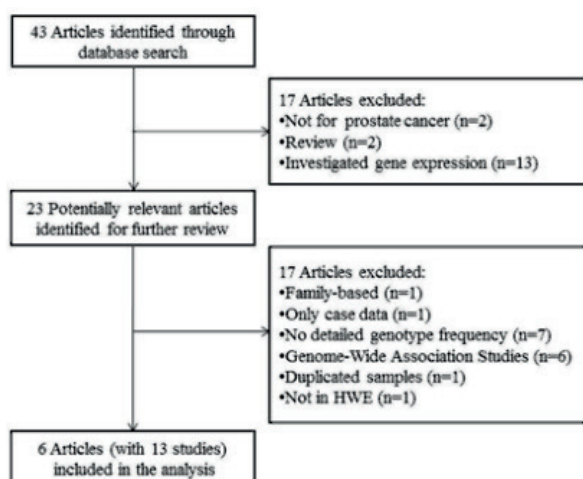 43 Articles identified through
database search
17 Articles excluded:
•Not for prostate cancer (n=2)
•Review (n=2)
•Investigated gene expression (n=13)
23 Potentially relevant articles
identified for further review
17 Articles excluded:
•Family-based (n=1)
•Only case data (n=1)
•No detailed genotype frequency (n=7)
•Genome-Wide Association Studies (n=6)
•Duplicated samples (n=1)
•Not in HWE (n=1)
6 Articles (with 13 studies)
included in the analysis